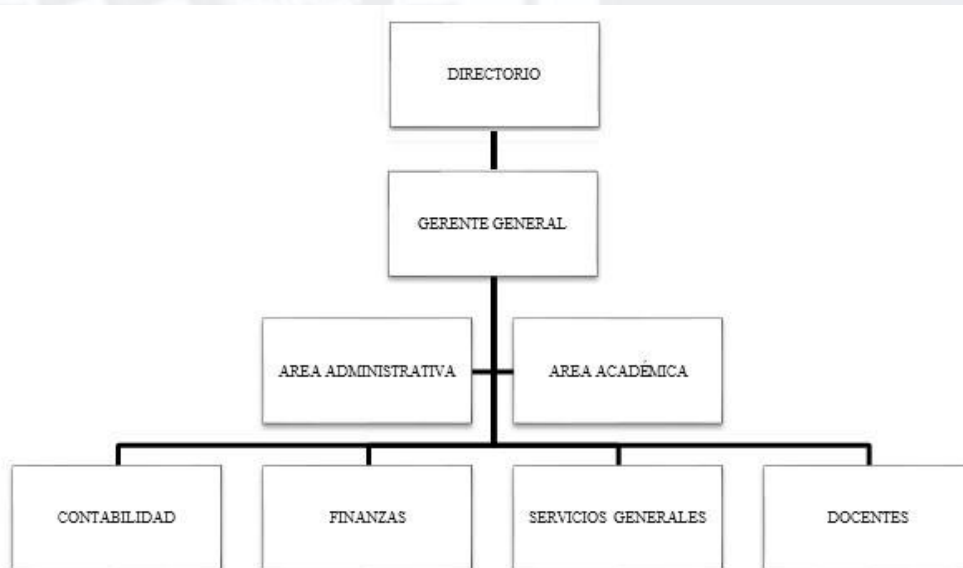 DIRECTORIO
GERENTE GENERAL
AREA ADMINISTRATIVA
AREA ACADÉMICA
CONTABILIDAD
FINANZAS
SERVICIOS GENERALES
DOCENTES